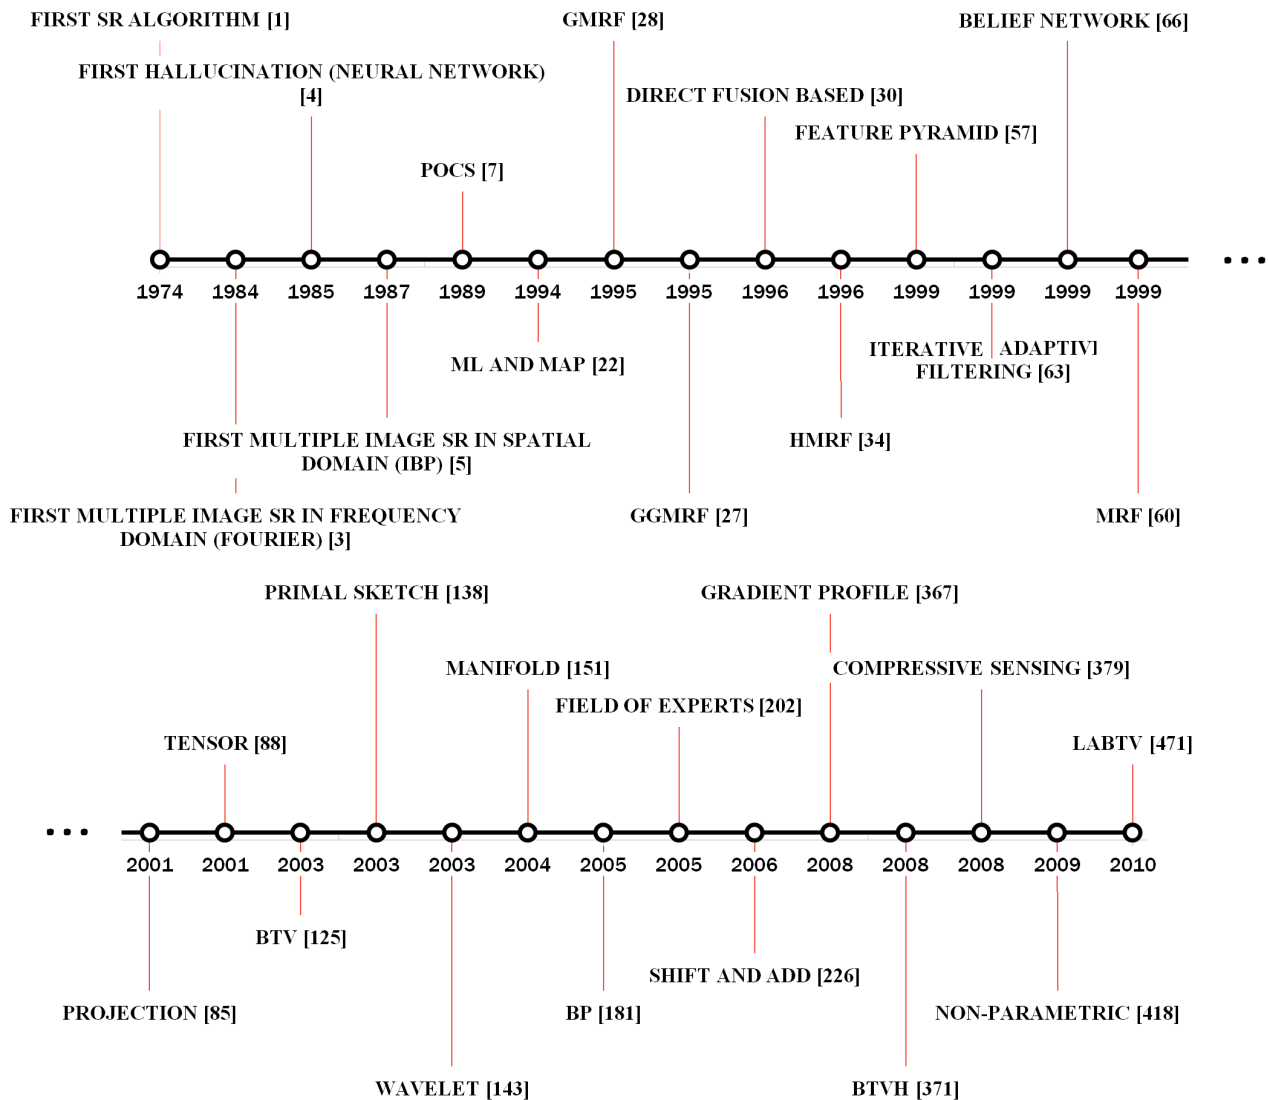 FIRST SR ALGORITHM [1]
GMRF [28]
BELIEF NETWORK [66]
FIRST HALLUCINATION (NEURAL NETWORK)
[4]
DIRECT FUSION BASED [30]
FEATURE PYRAMID [57]
POCS [7]
1974 1984 1985 1987 1989 1994 1995 1995 1996 1996 1999 1999 1999 1999
ML AND MAP [22]
ITERATIVE ADAPTIVI
FILTERING [63]
FIRST MULTIPLE IMAGE SR IN SPATIAL
DOMAIN (IBP) [5]
HMRF [34]
FIRST MULTIPLE IMAGE SR IN FREQUENCY
DOMAIN (FOURIER) [3]
GGMRF [27]
MRF [60]
PRIMAL SKETCH [138]
GRADIENT PROFILE [367]
MANIFOLD [151]
COMPRESSIVE SENSING [379]
FIELD OF EXPERTS [202]
TENSOR [88]
LABTV [471]
2001 2001 2003 2003 2003 2004 2005 2005 2006 2008 2008 2008 2009 2010
BTV [125]
SHIFT AND ADD [226]
PROJECTION [85]
BP [181]
NON-PARAMETRIC [418]
WAVELET [143]
BTVH [371]